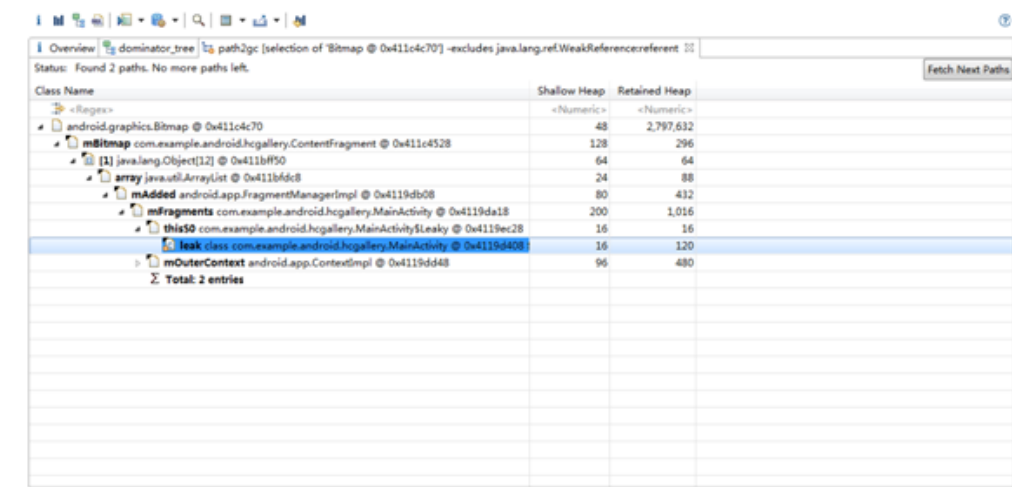 Overview dominator_tree path2gc [selection of 'Bitmap @ 0x411c4c70'] -excludes java.lang.ref.WeakReference:referent
Status: Found 2 paths. No more paths left. Fetch Next Paths
Class Name Shallow Heap Retained Heap
<Regex> <Numeric> <Numeric>
android.graphics.Bitmap @ 0x411c4c70 48 2,797,632
mBitmap com.example.android.hcgallery.ContentFragment @ 0x411c4528 128 296
[1] java.lang.Object[12] @ 0x411bff50 64 64
array java.util.ArrayList @ 0x411bfdc8 24 88
mAdded android.app.FragmentManagerImpl @ 0x4119db08 80 432
mFragments com.example.android.hcgallery.MainActivity @ 0x4119da18 200 1,016
this$0 com.example.android.hcgallery.MainActivity$Leaky @ 0x4119ec28 16 16
leak class com.example.android.hcgallery.MainActivity @ 0x4119d408 16 120
mOuterContext android.app.ContextImpl @ 0x4119dd48 96 480
Σ Total: 2 entries